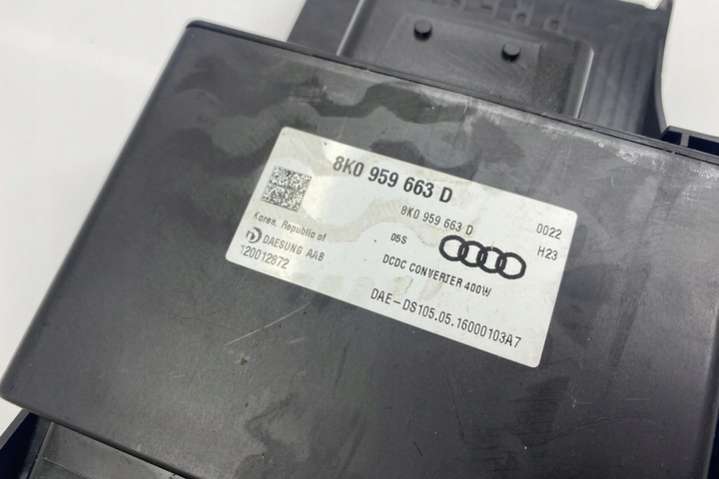 8K0 959 663 D
8K0 959 663 D 0022
05S H23
Korea, Republic of
DAESUNG AAB
120012872
DCDC CONVERTER 400W
DAE-DS105.05.16000103A7